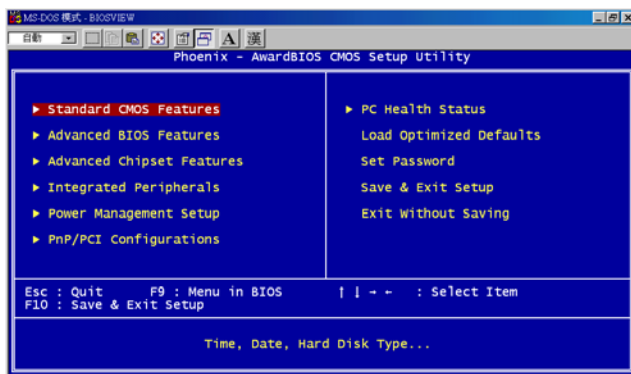 MS-DOS 模式 - BIOSVIEW
自動 A 漢
Phoenix - AwardBIOS CMOS Setup Utility
▶ Standard CMOS Features
▶ Advanced BIOS Features
▶ Advanced Chipset Features
▶ Integrated Peripherals
▶ Power Management Setup
▶ PnP/PCI Configurations
▶ PC Health Status
Load Optimized Defaults
Set Password
Save & Exit Setup
Exit Without Saving
Esc : Quit F9 : Menu in BIOS ↑ ↓ → ← : Select Item
F10 : Save & Exit Setup
Time, Date, Hard Disk Type...